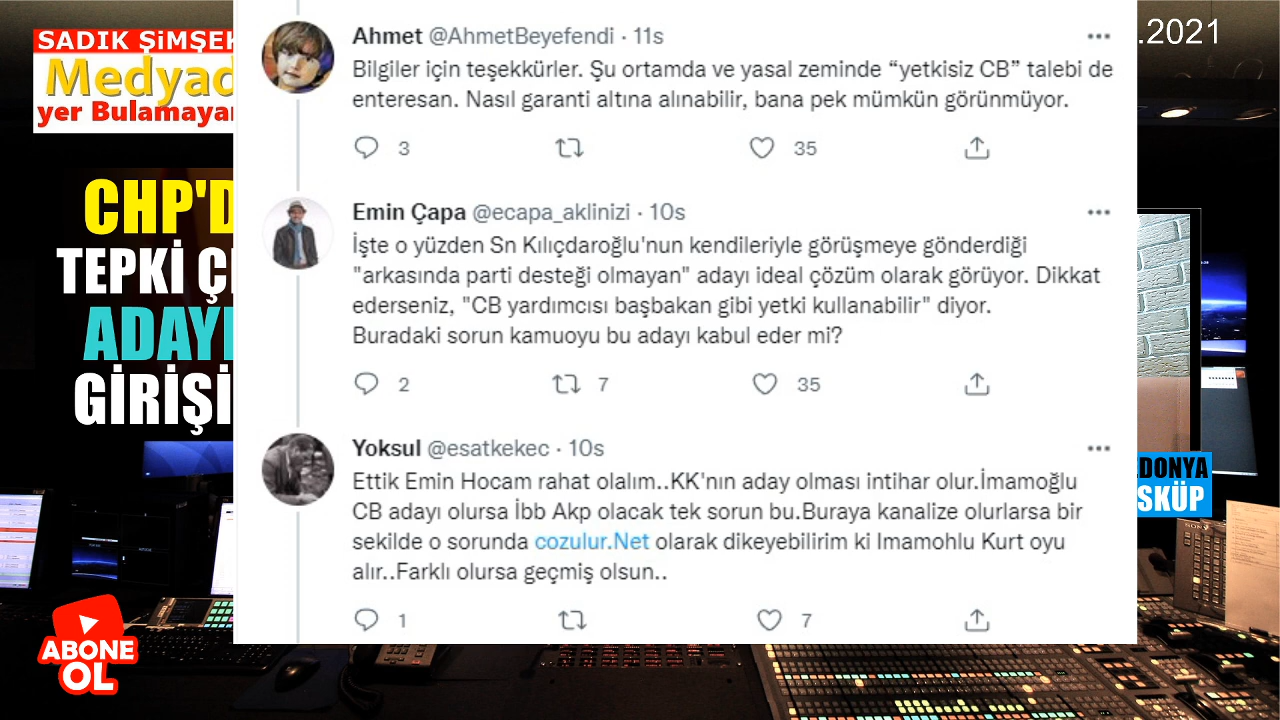 SADIK ŞiMŞEK
Medyad
yer Bulamayan
CHP'D
TEPKİ Ç
ADAY
GİRİŞİ
ABONE
OL
.2021
Ahmet @AhmetBeyefendi · 11s
Bilgiler için teşekkürler. Şu ortamda ve yasal zeminde “yetkisiz CB” talebi de
enteresan. Nasıl garanti altına alınabilir, bana pek mümkün görünmüyor.
3
35
Emin Çapa @ecapa_aklinizi · 10s
İşte o yüzden Sn Kılıçdaroğlu'nun kendileriyle görüşmeye gönderdiği
"arkasında parti desteği olmayan" adayı ideal çözüm olarak görüyor. Dikkat
ederseniz, "CB yardımcısı başbakan gibi yetki kullanabilir" diyor.
Buradaki sorun kamuoyu bu adayı kabul eder mi?
2
7
35
Yoksul @esatkekec · 10s
Ettik Emin Hocam rahat olalım..KK'nın aday olması intihar olur.İmamoğlu
CB adayı olursa İbb Akp olacak tek sorun bu.Buraya kanalize olurlarsa bir
sekilde o sorunda cozulur.Net olarak dikeyebilirim ki Imamohlu Kurt oyu
alır..Farklı olursa geçmiş olsun..
1
7
DONYA
SKÜP
SONY